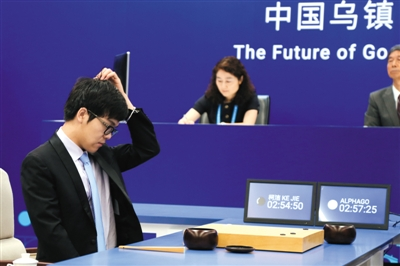 中国乌镇
The Future of Go
柯洁 KE JIE
02:54:50
ALPHAGO
02:57:25